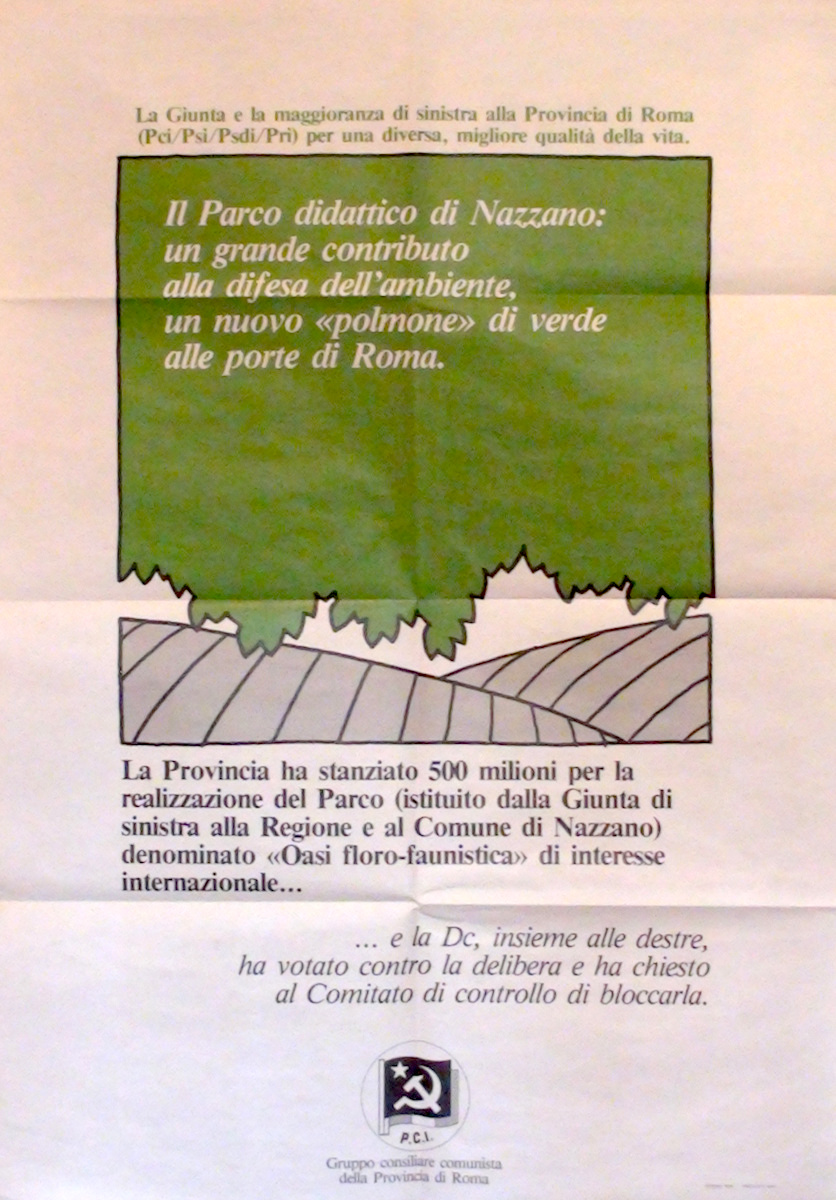 La Giunta e la maggioranza di sinistra alla Provincia di Roma
(Pci/Psi/Psdi/Pri) per una diversa, migliore qualità della vita.
Il Parco didattico di Nazzano:
un grande contributo
alla difesa dell'ambiente,
un nuovo «polmone» di verde
alle porte di Roma.
La Provincia ha stanziato 500 milioni per la
realizzazione del Parco (istituito dalla Giunta di
sinistra alla Regione e al Comune di Nazzano)
denominato «Oasi floro-faunistica» di interesse
internazionale...
... e la Dc, insieme alle destre,
ha votato contro la delibera e ha chiesto
al Comitato di controllo di bloccarla.
P.C.I.
Gruppo consiliare comunista
della Provincia di Roma